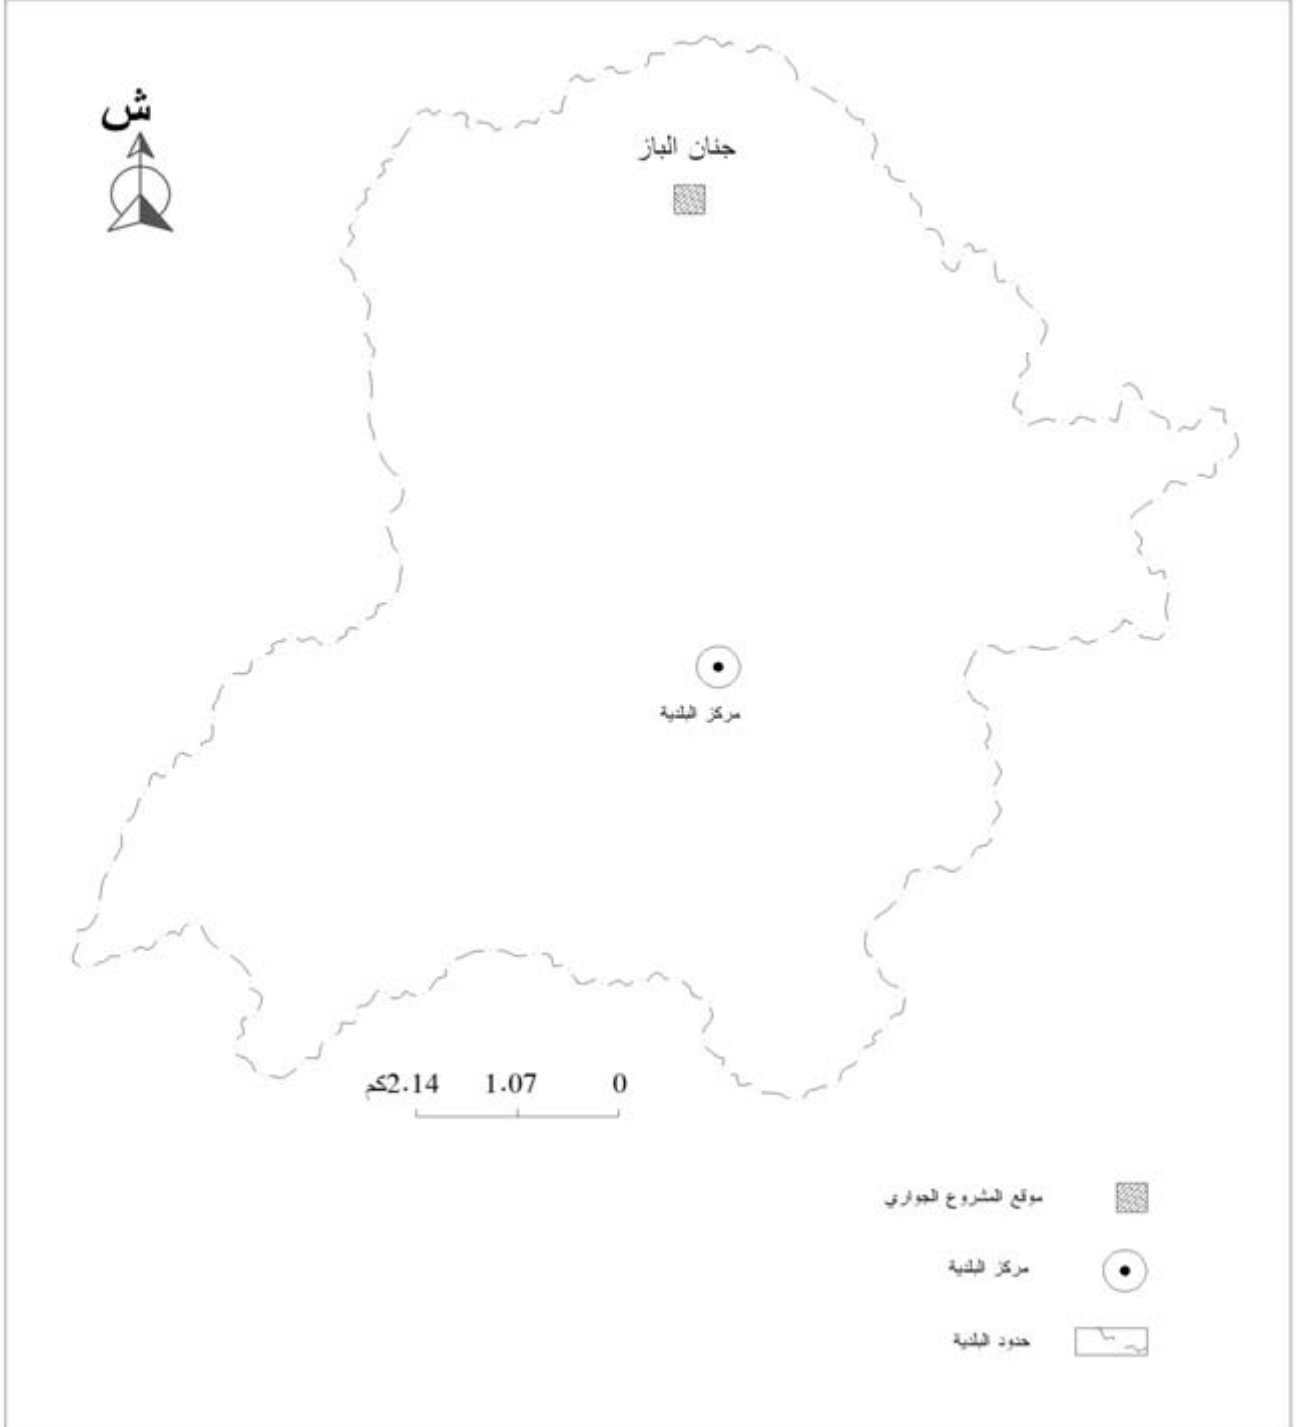 ش
جنان الباز
مركز البلدية
2.14كم 1.07 0
موقع المشروع الجواري
مركز البلدية
حدود البلدية